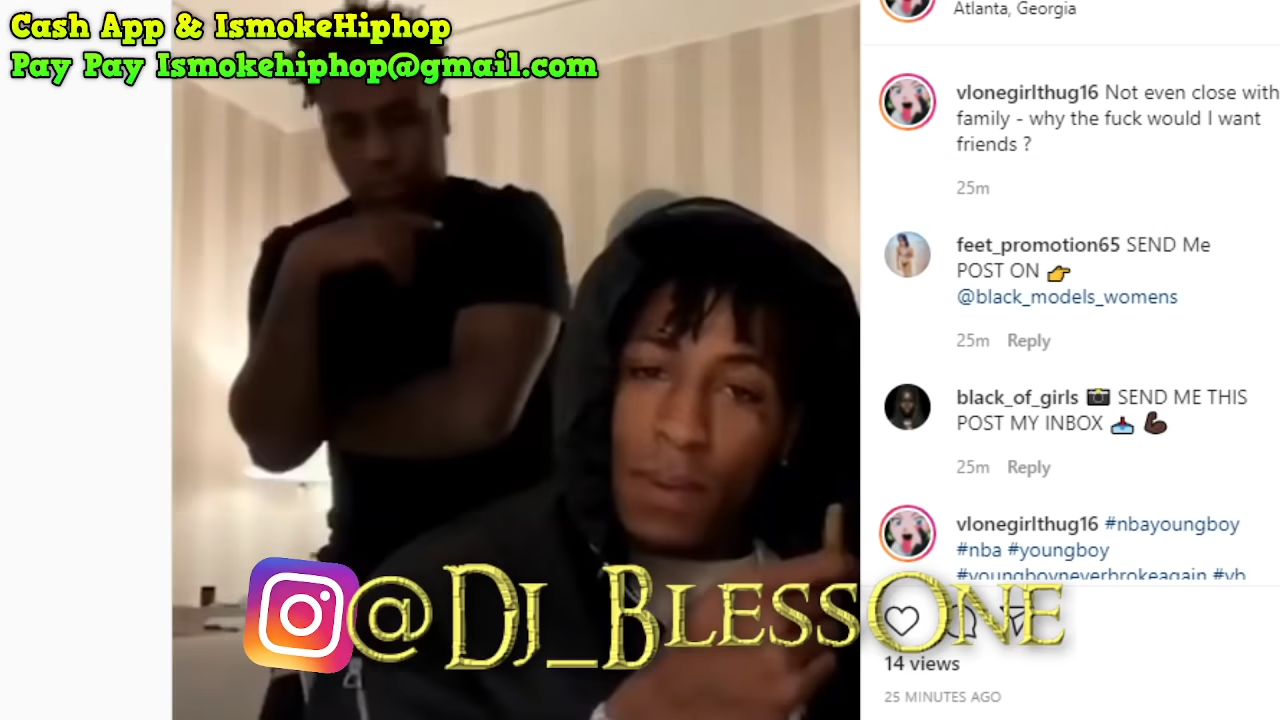 Cash App & IsmokeHiphop
Pay Pay Ismokehiphop@gmail.com
Atlanta, Georgia
vlonegirlthug16 Not even close with
family - why the fuck would I want
friends ?
25m
feet_promotion65 SEND Me
POST ON 👉
@black_models_womens
25m Reply
black_of_girls 📸 SEND ME THIS
POST MY INBOX 📥 💪🏿
25m Reply
vlonegirlthug16 #nbayoungboy
#nba #youngboy
#youngboyneverbrokeagain #yb
@Dj_BlessOne
14 views
25 MINUTES AGO